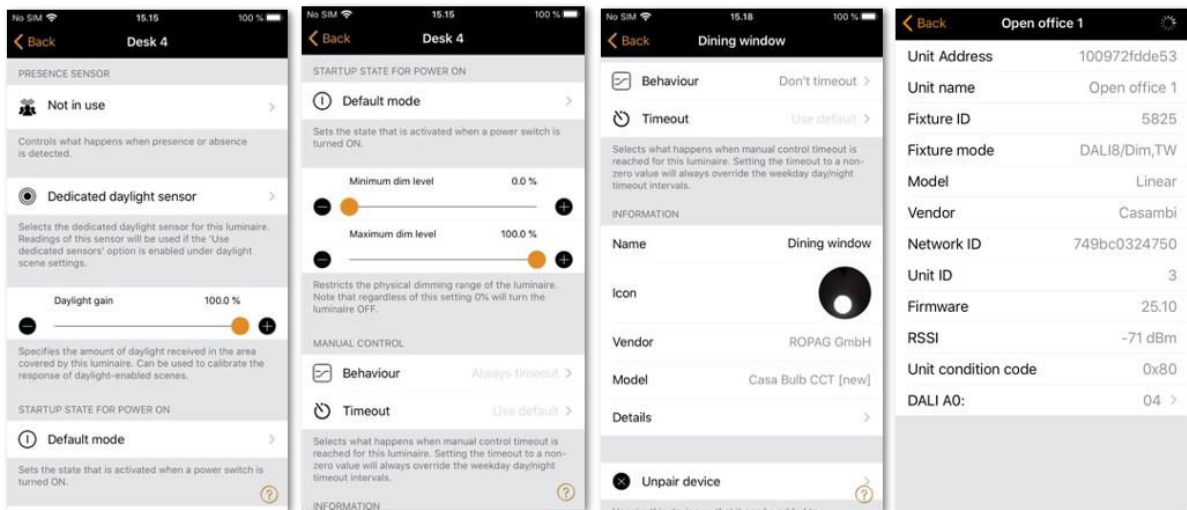 No SIM 15.15 100 %
Back Desk 4
PRESENCE SENSOR
Not in use
Controls what happens when presence or absence
is detected.
Dedicated daylight sensor
Selects the dedicated daylight sensor for this luminaire.
Readings of this sensor will be used if the 'Use
dedicated sensors' option is enabled under daylight
scene settings.
Daylight gain 100.0 %
Specifies the amount of daylight received in the area
covered by this luminaire. Can be used to calibrate the
response of daylight-enabled scenes.
STARTUP STATE FOR POWER ON
Default mode
Sets the state that is activated when a power switch is
turned ON.
?
No SIM 15.15 100 %
Back Desk 4
STARTUP STATE FOR POWER ON
Default mode
Sets the state that is activated when a power switch is
turned ON.
Minimum dim level 0.0 %
Maximum dim level 100.0 %
Restricts the physical dimming range of the luminaire.
Note that regardless of this setting 0% will turn the
luminaire OFF.
MANUAL CONTROL
Behaviour Always timeout
Timeout Use default
Selects what happens when manual control timeout is
reached for this luminaire. Setting the timeout to a non-
zero value will always override the weekday day/night
timeout intervals.
INFORMATION
?
No SIM 15.18 100 %
Back Dining window
Behaviour Don't timeout
Timeout Use default
Selects what happens when manual control timeout is
reached for this luminaire. Setting the timeout to a non-
zero value will always override the weekday day/night
timeout intervals.
INFORMATION
Name Dining window
Icon
Vendor ROPAG GmbH
Model Casa Bulb CCT [new]
Details
Unpair device
?
Back Open office 1
Unit Address 100972fdde53
Unit name Open office 1
Fixture ID 5825
Fixture mode DALI8/Dim,TW
Model Linear
Vendor Casambi
Network ID 749bc0324750
Unit ID 3
Firmware 25.10
RSSI -71 dBm
Unit condition code 0x80
DALI A0: 04